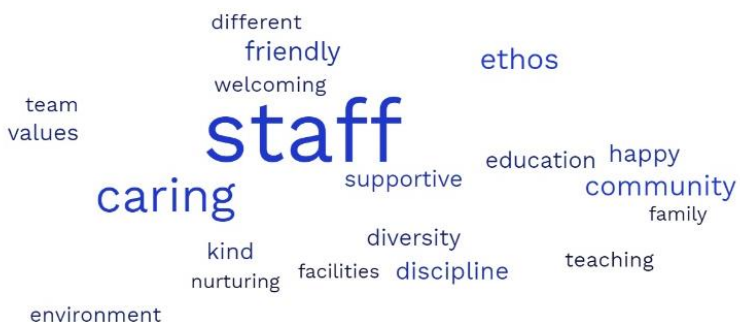 different
friendly
ethos
welcoming
team
values
staff
education happy
supportive
community
caring
family
diversity
kind
teaching
nurturing facilities discipline
environment